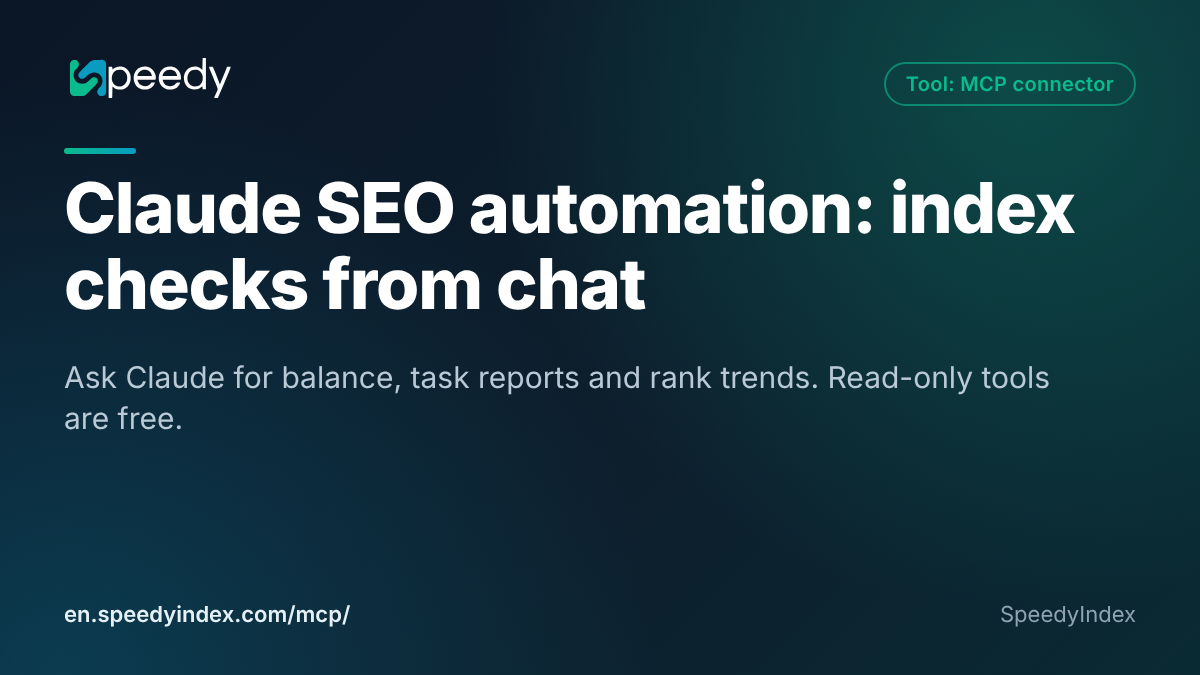 Speedy
Tool: MCP connector
Claude SEO automation: index
checks from chat
Ask Claude for balance, task reports and rank trends. Read-only tools
are free.
en.speedyindex.com/mcp/
SpeedyIndex